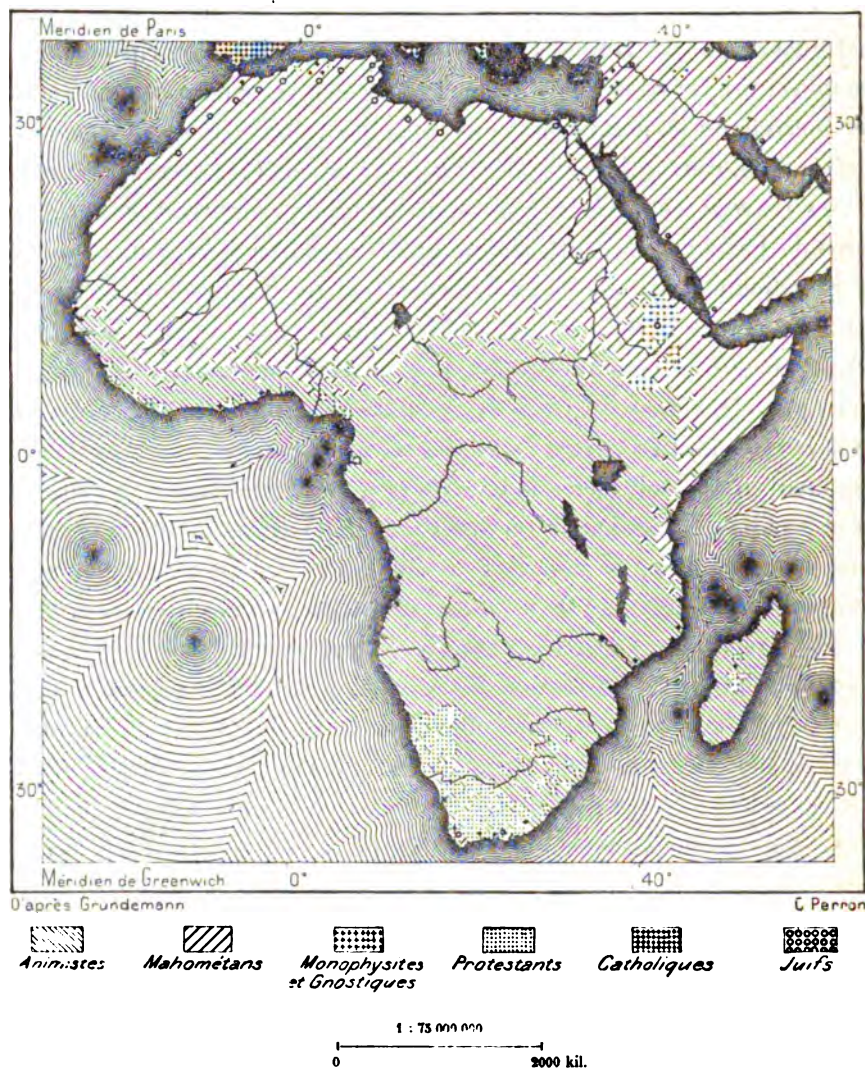 Méridien de Paris 0° 40°
30° 30°
0° 0°
30° 30°
Méridien de Greenwich 0° 40°
D'après Grundemann C Perron
Animistes Mahométans Monophysites Protestants Catholiques Juifs
et Gnostiques
1 : 75 000 000
0 2000 kil.